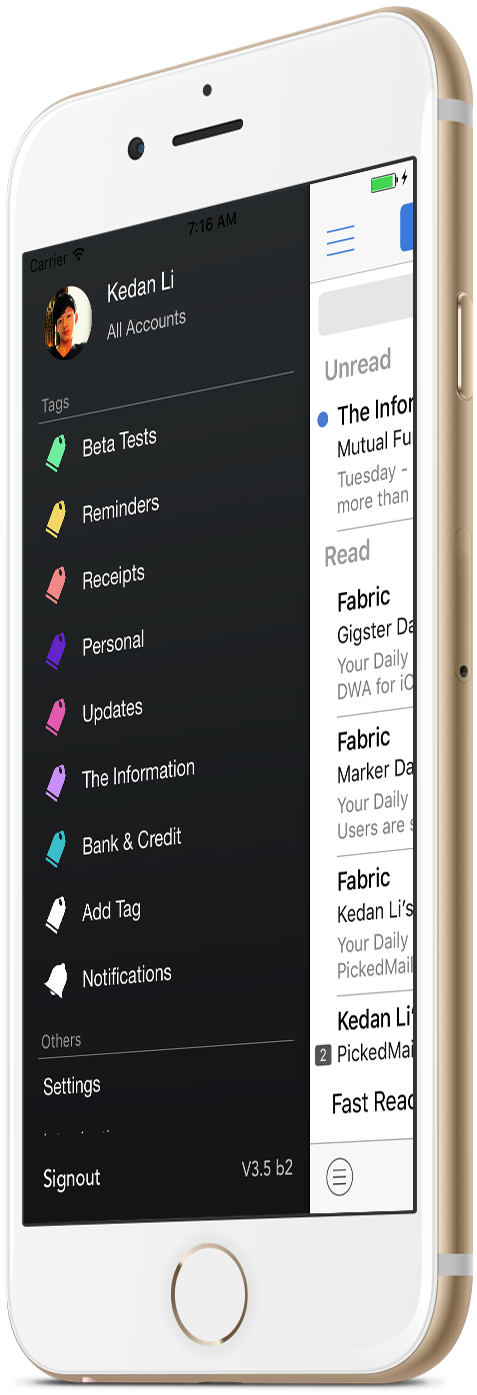 Carrier
7:16 AM
Kedan Li
All Accounts
Tags
Beta Tests
Reminders
Receipts
Personal
Updates
The Information
Bank & Credit
Add Tag
Notifications
Others
Settings
Signout
V3.5 b2
Unread
The Infor
Mutual Fu
Tuesday -
more than
Read
Fabric
Gigster Da
Your Daily
DWA for iO
Fabric
Marker Da
Your Daily
Users are s
Fabric
Kedan Li's
Your Daily
PickedMail
Kedan Li'
2
PickedMai
Fast Read